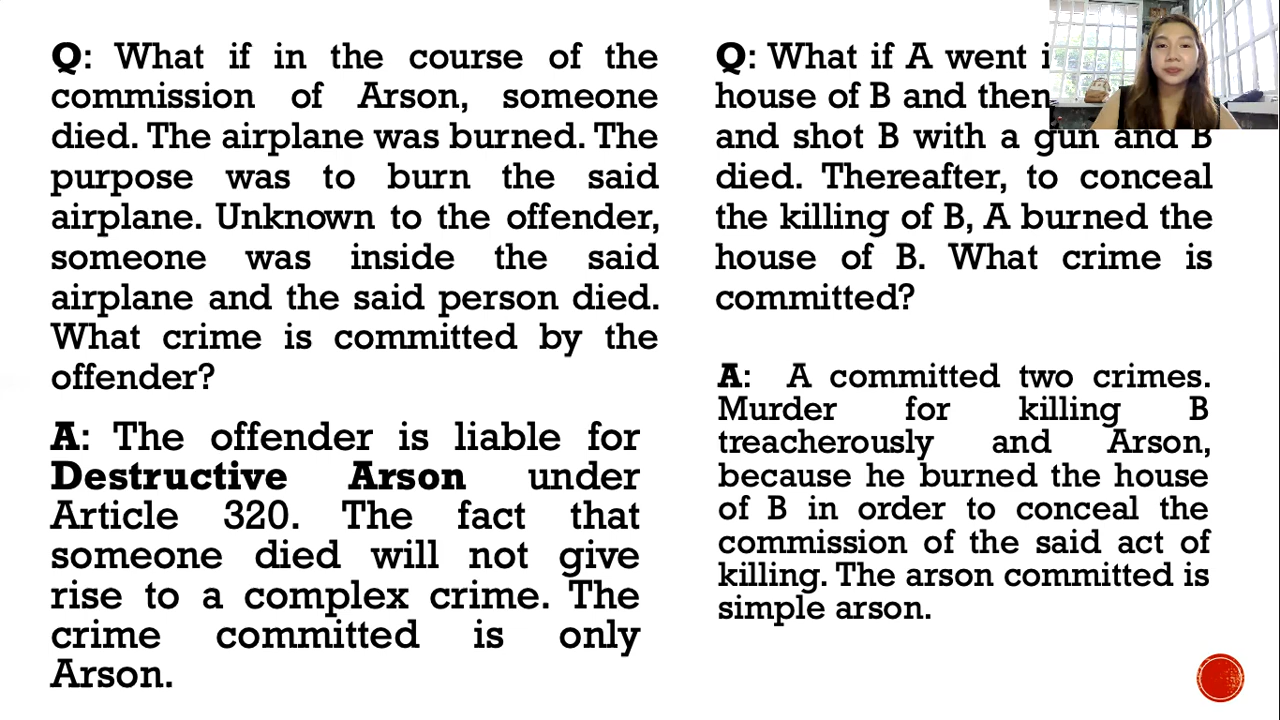 Q: What if in the course of the
commission of Arson, someone
died. The airplane was burned. The
purpose was to burn the said
airplane. Unknown to the offender,
someone was inside the said
airplane and the said person died.
What crime is committed by the
offender?
A: The offender is liable for
Destructive Arson under
Article 320. The fact that
someone died will not give
rise to a complex crime. The
crime committed is only
Arson.
Q: What if A went
house of B and then
and shot B with a gun and B
died. Thereafter, to conceal
the killing of B, A burned the
house of B. What crime is
committed?
A: A committed two crimes.
Murder for killing B
treacherously and Arson,
because he burned the house
of B in order to conceal the
commission of the said act of
killing. The arson committed is
simple arson.